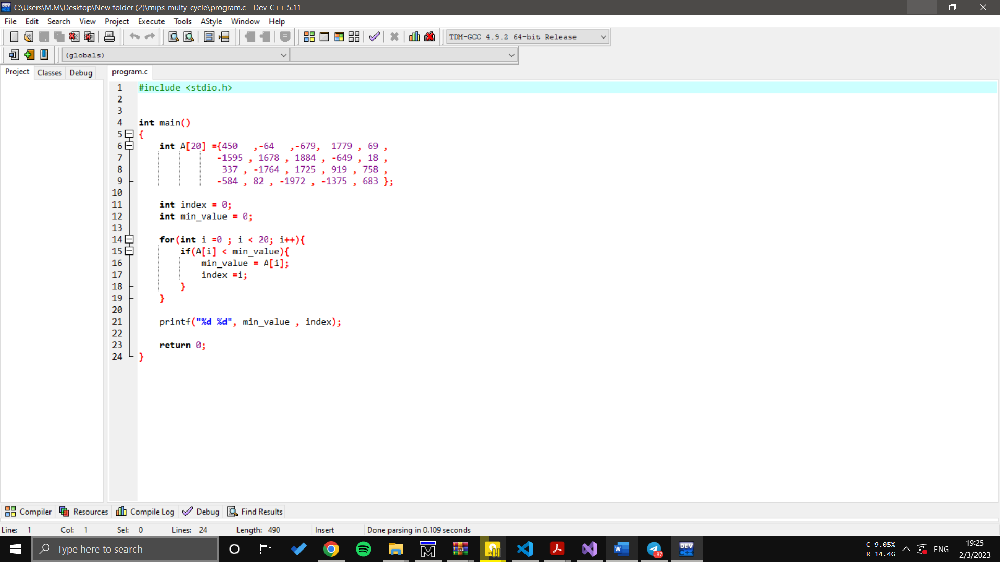 C:\Users\M.M\Desktop\New folder (2)\mips_multy_cycle\program.c - Dev-C++ 5.11
File Edit Search View Project Execute Tools AStyle Window Help
TDM-GCC 4.9.2 64-bit Release
(globals)
Project Classes Debug program.c
1 #include <stdio.h>
2
3
4 int main()
5 {
6 int A[20] ={450 ,-64 ,-679, 1779 , 69 ,
7 -1595 , 1678 , 1884 , -649 , 18 ,
8 337 , -1764 , 1725 , 919 , 758 ,
9 -584 , 82 , -1972 , -1375 , 683 };
10
11 int index = 0;
12 int min_value = 0;
13
14 for(int i =0 ; i < 20; i++){
15 if(A[i] < min_value){
16 min_value = A[i];
17 index =i;
18 }
19 }
20
21 printf("%d %d", min_value , index);
22
23 return 0;
24 }
Compiler Resources Compile Log Debug Find Results
Line: 1 Col: 1 Sel: 0 Lines: 24 Length: 490 Insert Done parsing in 0.109 seconds
Type here to search
DEV
87
C 9.05%
R 14.4G
ENG
19:25
2/3/2023